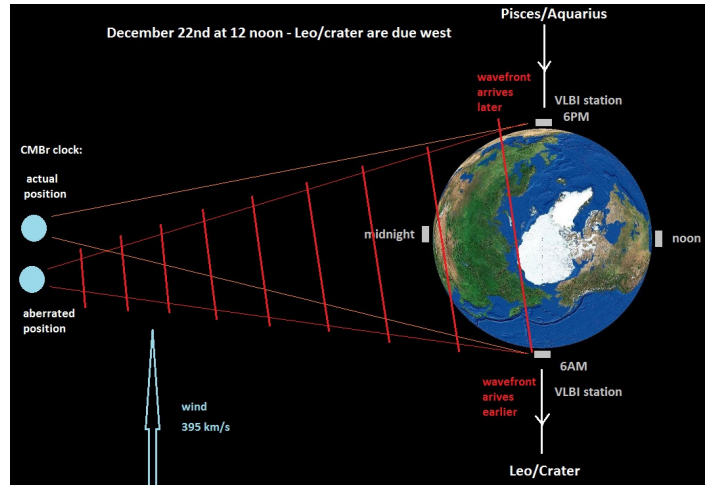 Pisces/Aquarius
December 22nd at 12 noon - Leo/crater are due west
wavefront
arrives
later
VLBI station
6PM
CMBr clock:
actual
position
midnight
noon
aberrated
position
6AM
VLBI station
wavefront
arives
earlier
wind
395 km/s
Leo/Crater